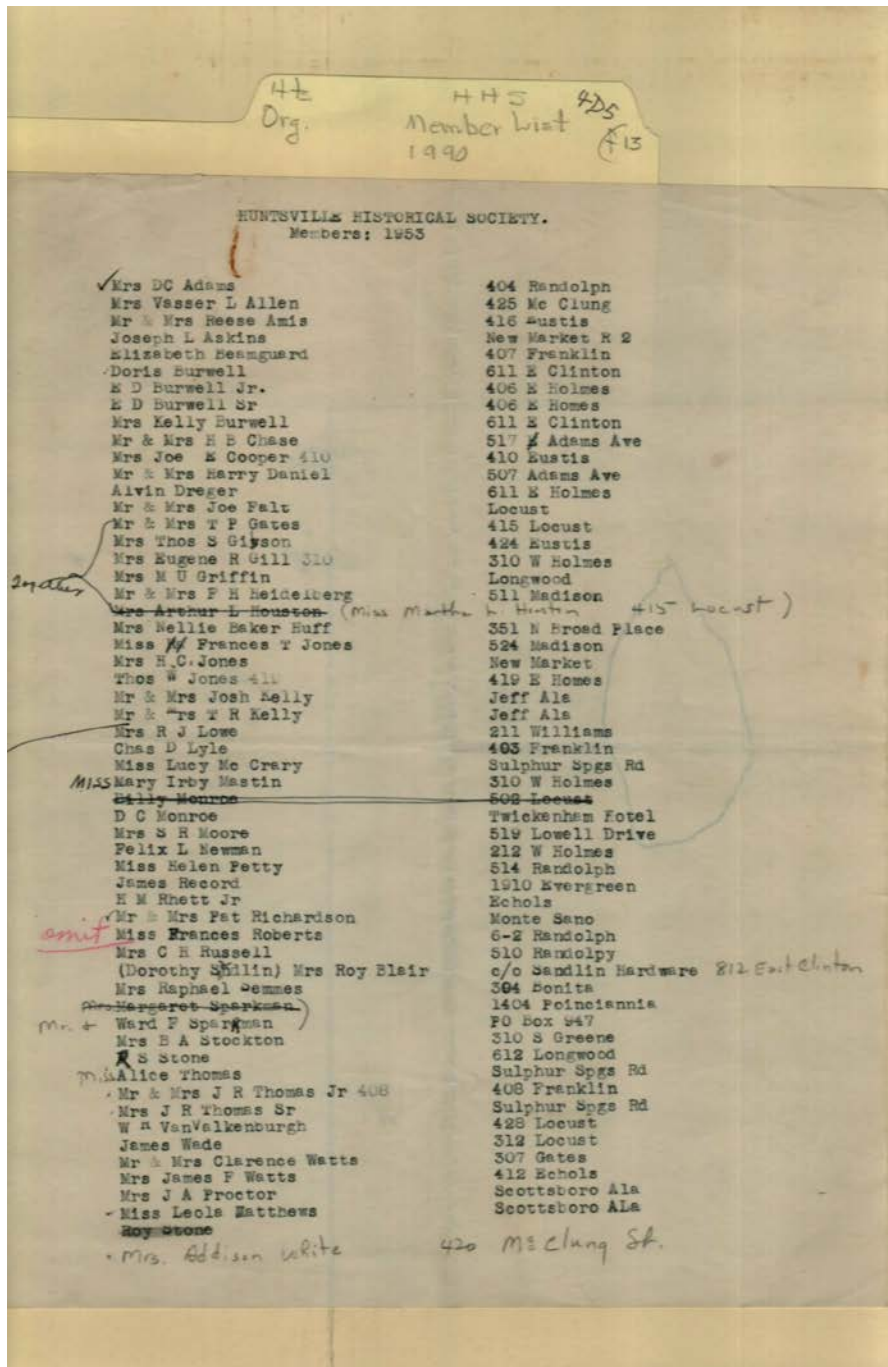 4D5
Org.
HHS
Member List
1990
13
HUNTSVILLE HISTORICAL SOCIETY.
Members: 1953
Mrs DC Adams 404 Randolph
Mrs Vasser L Allen 425 Mc Clung
Mr & Mrs Reese Amis 416 Eustis
Joseph L Askins New Market R 2
Elizabeth Beamguard 407 Franklin
Doris Burwell 611 E Clinton
E D Burwell Jr. 406 E Holmes
E D Burwell Sr 406 E Homes
Mrs Kelly Burwell 611 E Clinton
Mr & Mrs H B Chase 517 Adams Ave
Mrs Joe E Cooper 410 410 Eustis
Mr & Mrs Harry Daniel 507 Adams Ave
Alvin Dreger 611 E Holmes
Mr & Mrs Joe Falt Locust
Mr & Mrs T P Gates 415 Locust
Mrs Thos S Gipson 424 Eustis
Mrs Eugene R Gill 310 310 W Holmes
Mrs M U Griffin Longwood
together
Mr & Mrs F H Heidelberg 511 Madison
Mrs Arthur L Houston (Miss Martha L. 415 Locust)
Mrs Nellie Baker Huff 351 N Broad Place
Miss Frances T Jones 524 Madison
Mrs H.C.Jones New Market
Thos W Jones 419 E Homes
Mr & Mrs Josh Kelly Jeff Ala
Mr & Mrs T R Kelly Jeff Ala
Mrs R J Lowe 211 Williams
Chas D Lyle 403 Franklin
Miss Lucy Mc Crary Sulphur Spgs Rd
MISS Mary Irby Mastin 310 W Holmes
Billy Monroe 502 Locust
D C Monroe Twickenham Hotel
Mrs S R Moore 519 Lowell Drive
Felix L Newman 212 W Holmes
Miss Helen Petty 514 Randolph
James Record 1910 Evergreen
H M Rhett Jr Echols
Mr & Mrs Pat Richardson Monte Sano
omit Miss Frances Roberts 6-2 Randolph
Mrs C H Russell 510 Randolpy
(Dorothy Mrs Roy Blair c/o Sandlin Hardware 812 East Clinton
Mrs Raphael Semmes 304 Bonita
Mrs Margaret Sparkman) 1404 Poinciannia
Mr. + Ward F Sparkman PO Box 947
Mrs B A Stockton 310 S Greene
R S Stone 612 Longwood
Miss Alice Thomas Sulphur Spgs Rd
Mr & Mrs J R Thomas Jr 408 408 Franklin
Mrs J R Thomas Sr Sulphur Spgs Rd
W H VanValkenburgh 428 Locust
James Wade 312 Locust
Mr & Mrs Clarence Watts 307 Gates
Mrs James F Watts 412 Echols
Mrs J A Proctor Scottsboro Ala
Miss Leola Matthews Scottsboro ALa
Roy Stone
Mrs. Addison White 420 McClung St.